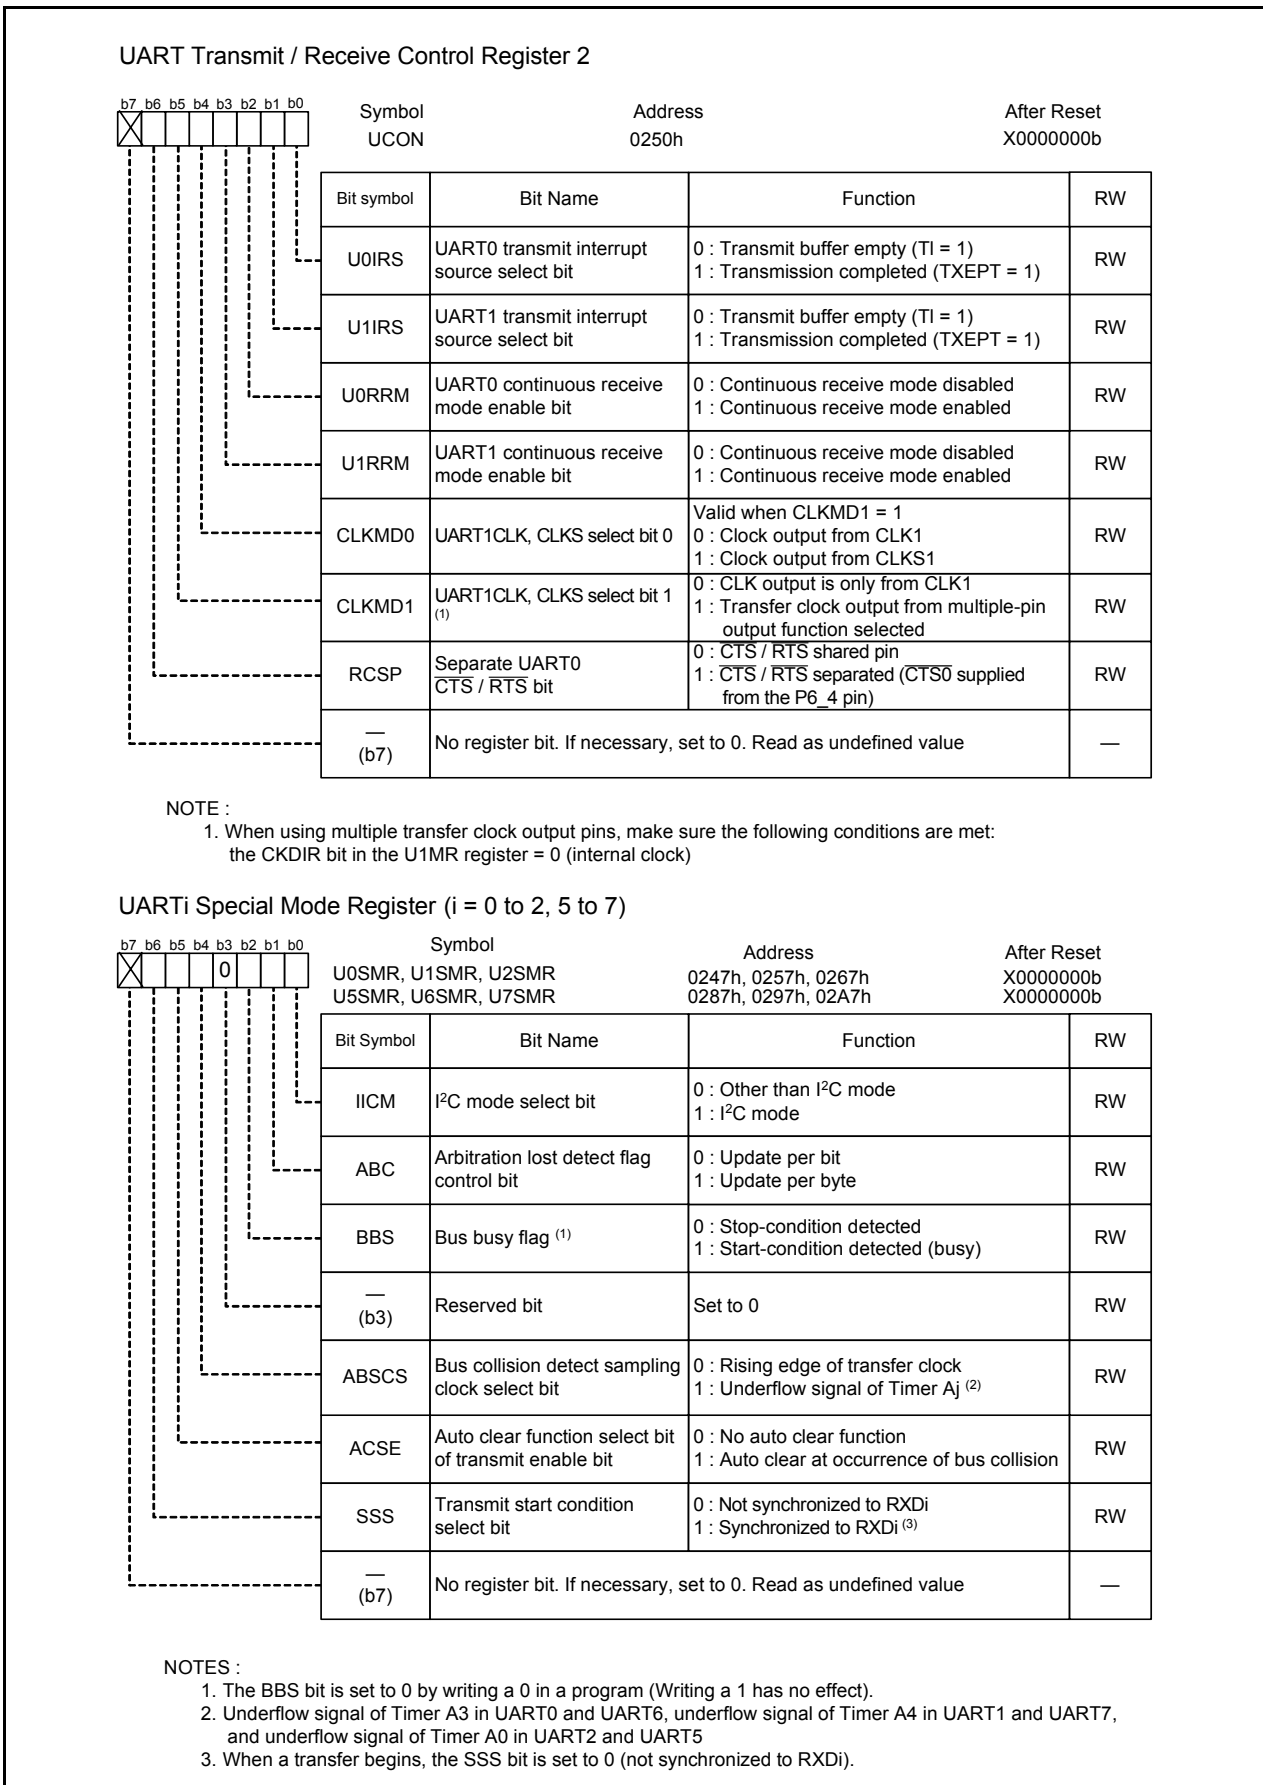 UART Transmit / Receive Control Register 2
b7 b6 b5 b4 b3 b2 b1 b0
Symbol Address After Reset
UCON 0250h X0000000b
Bit symbol Bit Name Function RW
U0IRS UART0 transmit interrupt source select bit 0 : Transmit buffer empty (TI = 1) RW
1 : Transmission completed (TXEPT = 1)
U1IRS UART1 transmit interrupt source select bit 0 : Transmit buffer empty (TI = 1) RW
1 : Transmission completed (TXEPT = 1)
U0RRM UART0 continuous receive mode enable bit 0 : Continuous receive mode disabled RW
1 : Continuous receive mode enabled
U1RRM UART1 continuous receive mode enable bit 0 : Continuous receive mode disabled RW
1 : Continuous receive mode enabled
CLKMD0 UART1CLK, CLKS select bit 0 Valid when CLKMD1 = 1 RW
0 : Clock output from CLK1
1 : Clock output from CLKS1
CLKMD1 UART1CLK, CLKS select bit 1 (1) 0 : CLK output is only from CLK1 RW
1 : Transfer clock output from multiple-pin
output function selected
RCSP Separate UART0 CTS / RTS bit 0 : CTS / RTS shared pin RW
1 : CTS / RTS separated (CTS0 supplied
from the P6_4 pin)
— (b7) No register bit. If necessary, set to 0. Read as undefined value —
NOTE :
1. When using multiple transfer clock output pins, make sure the following conditions are met:
the CKDIR bit in the U1MR register = 0 (internal clock)
UARTi Special Mode Register (i = 0 to 2, 5 to 7)
b7 b6 b5 b4 b3 b2 b1 b0
0
Symbol Address After Reset
U0SMR, U1SMR, U2SMR 0247h, 0257h, 0267h X0000000b
U5SMR, U6SMR, U7SMR 0287h, 0297h, 02A7h X0000000b
Bit Symbol Bit Name Function RW
IICM I2C mode select bit 0 : Other than I2C mode RW
1 : I2C mode
ABC Arbitration lost detect flag control bit 0 : Update per bit RW
1 : Update per byte
BBS Bus busy flag (1) 0 : Stop-condition detected RW
1 : Start-condition detected (busy)
— (b3) Reserved bit Set to 0 RW
ABSCS Bus collision detect sampling clock select bit 0 : Rising edge of transfer clock RW
1 : Underflow signal of Timer Aj (2)
ACSE Auto clear function select bit of transmit enable bit 0 : No auto clear function RW
1 : Auto clear at occurrence of bus collision
SSS Transmit start condition select bit 0 : Not synchronized to RXDi RW
1 : Synchronized to RXDi (3)
— (b7) No register bit. If necessary, set to 0. Read as undefined value —
NOTES :
1. The BBS bit is set to 0 by writing a 0 in a program (Writing a 1 has no effect).
2. Underflow signal of Timer A3 in UART0 and UART6, underflow signal of Timer A4 in UART1 and UART7,
and underflow signal of Timer A0 in UART2 and UART5
3. When a transfer begins, the SSS bit is set to 0 (not synchronized to RXDi).